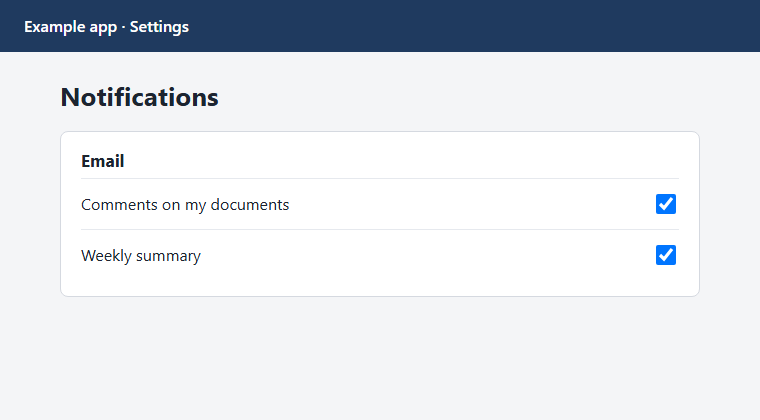 Example app · Settings
Notifications
Email
Comments on my documents
Weekly summary